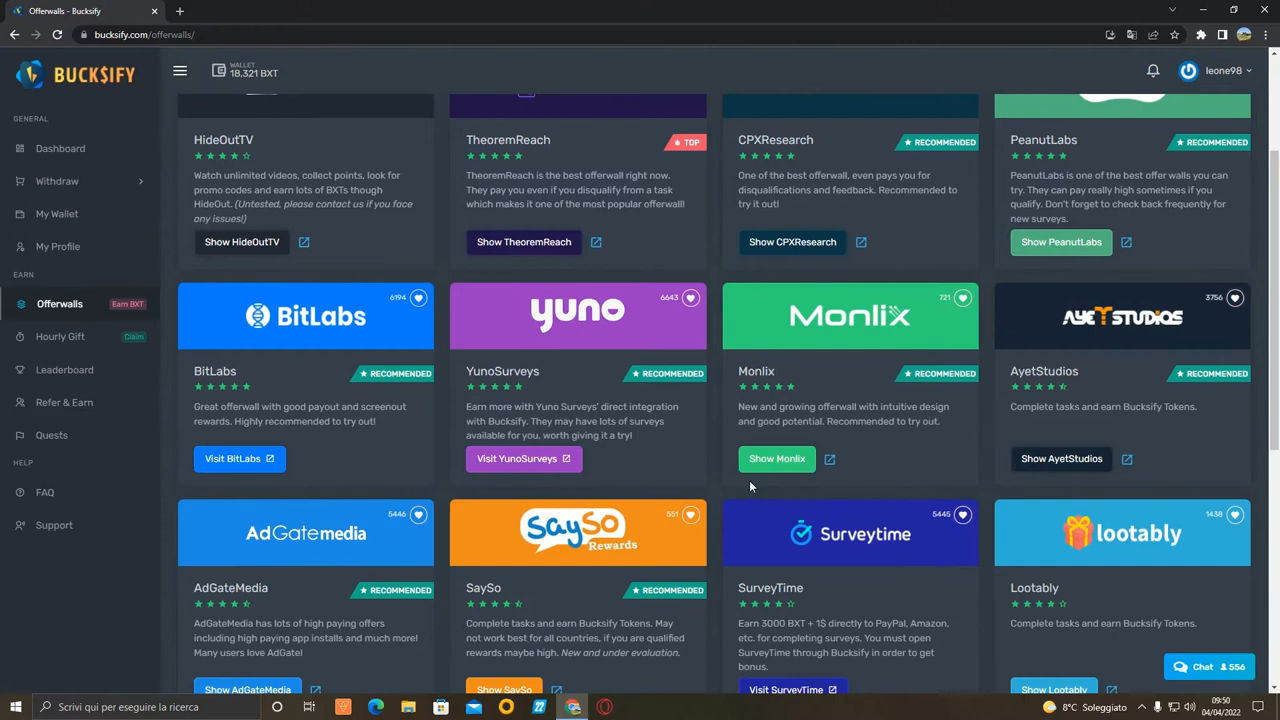 Offerwalls - Bucksify
bucksify.com/offerwalls/
BUCK$IFY
WALLET
18,321 BXT
leone98
GENERAL
Dashboard
Withdraw
My Wallet
My Profile
EARN
Offerwalls Earn BXT
Hourly Gift Claim
Leaderboard
Refer & Earn
Quests
HELP
FAQ
Support
HideOutTV
Watch unlimited videos, collect points, look for
promo codes and earn lots of BXTs though
HideOut. (Untested, please contact us if you face
any issues!)
Show HideOutTV
TheoremReach
TOP
TheoremReach is the best offerwall right now.
They pay you even if disqualify from a task
which makes it one of the most popular offerwall!
Show TheoremReach
CPXResearch
RECOMMENDED
One of the best offerwall, even pays you for
disqualifications and feedback. Recommended to
try it out!
Show CPXResearch
PeanutLabs
RECOMMENDED
PeanutLabs is one of the best offer walls you can
try. They can pay really high sometimes if you
qualify. Don't forget to check back frequently for
new surveys.
Show PeanutLabs
6194
BitLabs
BitLabs
RECOMMENDED
Great offerwall with good payout and screenout
rewards. Highly recommended to try out!
Visit BitLabs
6643
yuno
YunoSurveys
RECOMMENDED
Earn more with Yuno Surveys' direct integration
with Bucksify. They may have lots of surveys
available for you, worth giving it a try!
Visit YunoSurveys
721
Monlix
Monlix
RECOMMENDED
New and growing offerwall with intuitive design
and good potential. Recommended to try out.
Show Monlix
3756
AYET STUDIOS
AyetStudios
RECOMMENDED
Complete tasks and earn Bucksify Tokens.
Show AyetStudios
5446
AdGatemedia
AdGateMedia
RECOMMENDED
AdGateMedia has lots of high paying offers
including high paying app installs and much more!
Many users love AdGate!
Show AdGateMedia
551
SaySo
Rewards
SaySo
RECOMMENDED
Complete tasks and earn Bucksify Tokens. May
not work best for all countries, if you are qualified
rewards maybe high. New and under evaluation.
Show SaySo
5445
Surveytime
SurveyTime
Earn 3000 BXT + 1$ directly to PayPal, Amazon,
etc. for completing surveys. You must open
SurveyTime through Bucksify in order to get
bonus.
Visit SurveyTime
1438
lootably
Lootably
Complete tasks and earn Bucksify Tokens.
Show Lootably
Chat 556
Scrivi qui per eseguire la ricerca
8°C Soleggiato
09:50
04/04/2022